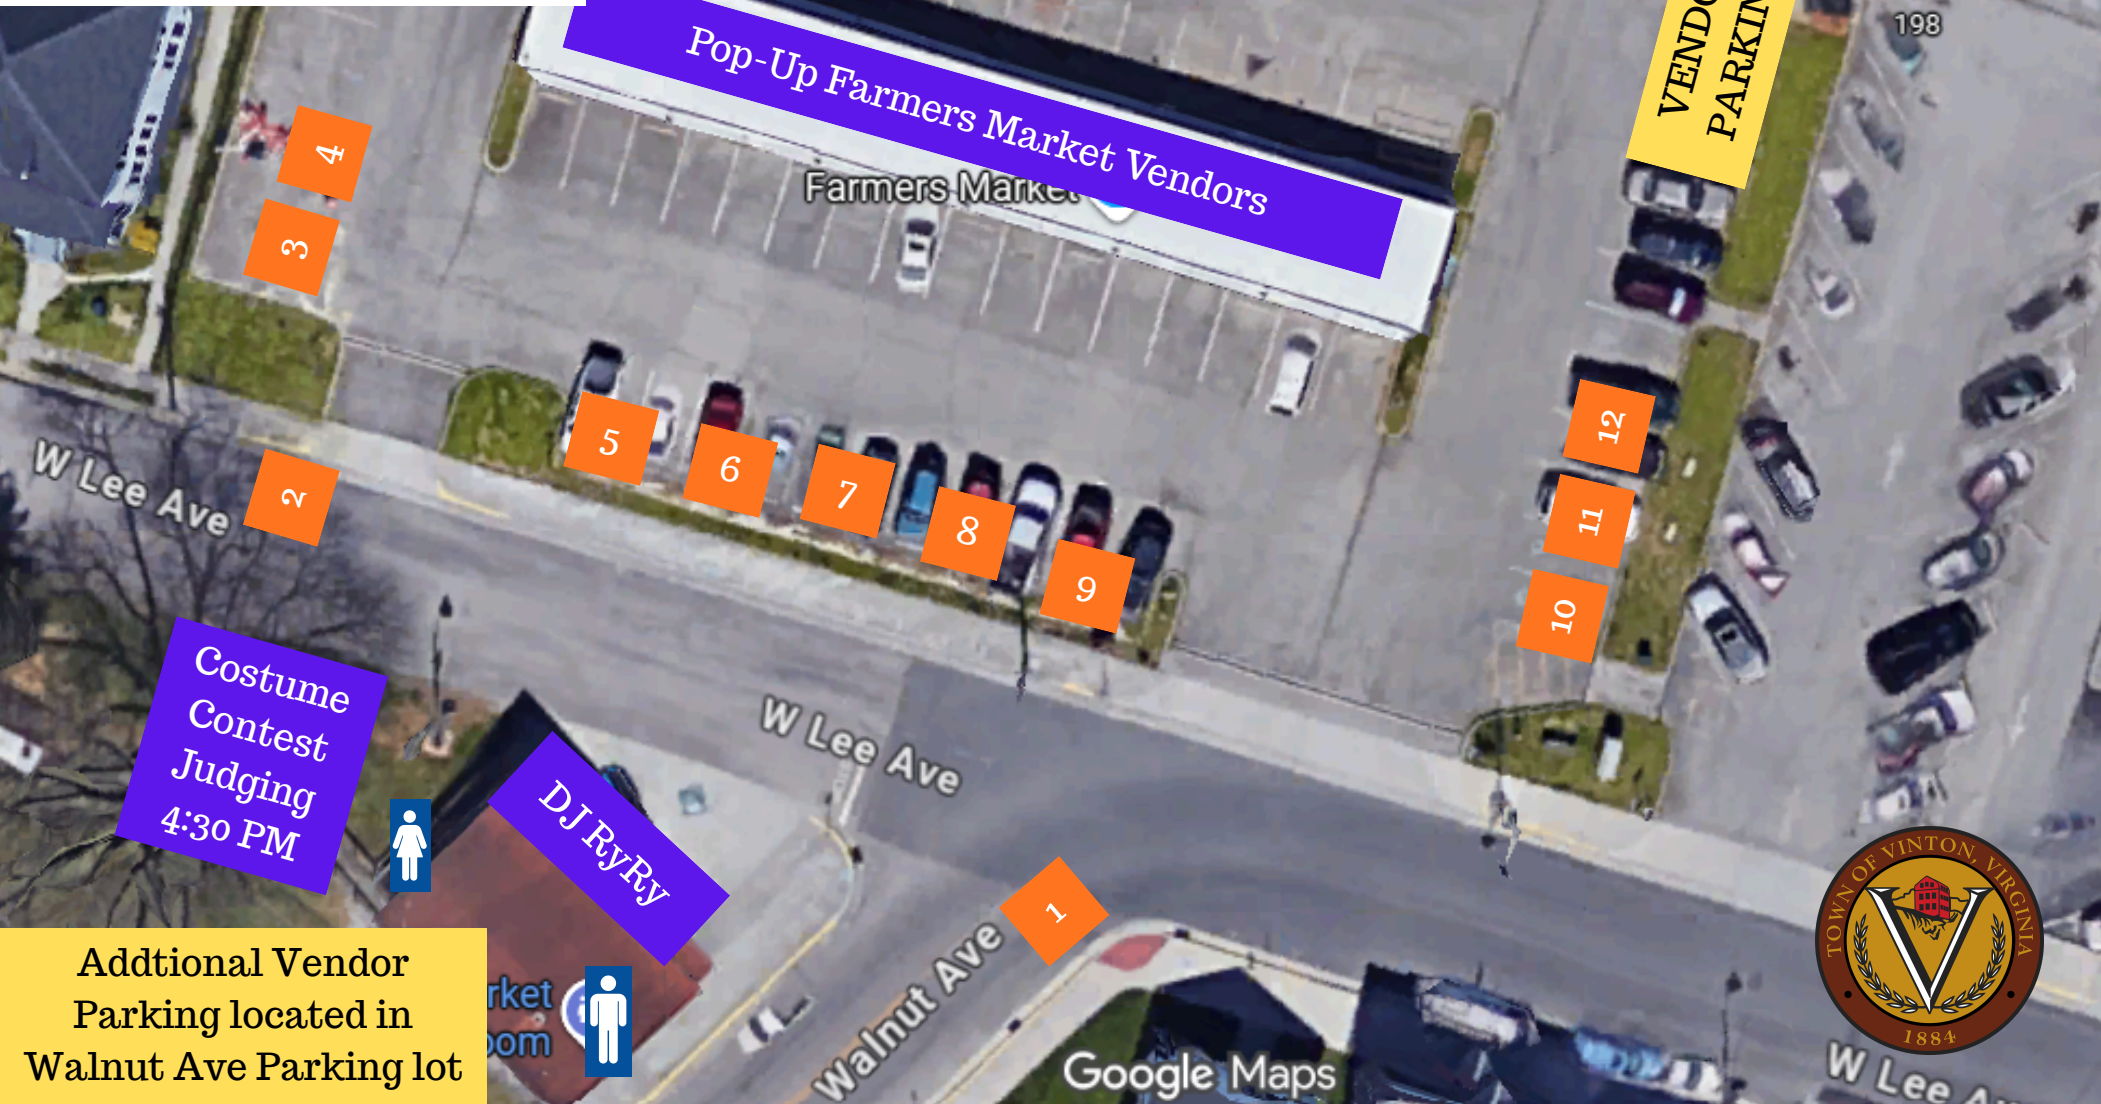 VENDO
PARKIN
198
Pop-Up Farmers Market Vendors
Farmers Market
4
3
2
5
6
7
8
9
12
11
10
W Lee Ave
Costume
Contest
Judging
4:30 PM
W Lee Ave
DJ RyRy
1
Walnut Ave
Addtional Vendor
Parking located in
Walnut Ave Parking lot
rket
oom
Google Maps
TOWN OF VINTON, VIRGINIA
V
1884
W Lee Av